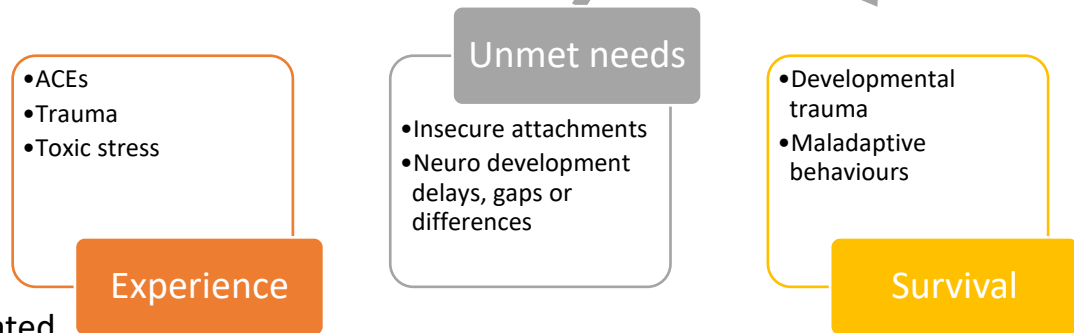 •ACEs
•Trauma
•Toxic stress
Experience
Unmet needs
•Insecure attachments
•Neuro development
delays, gaps or
differences
•Developmental
trauma
•Maladaptive
behaviours
Survival